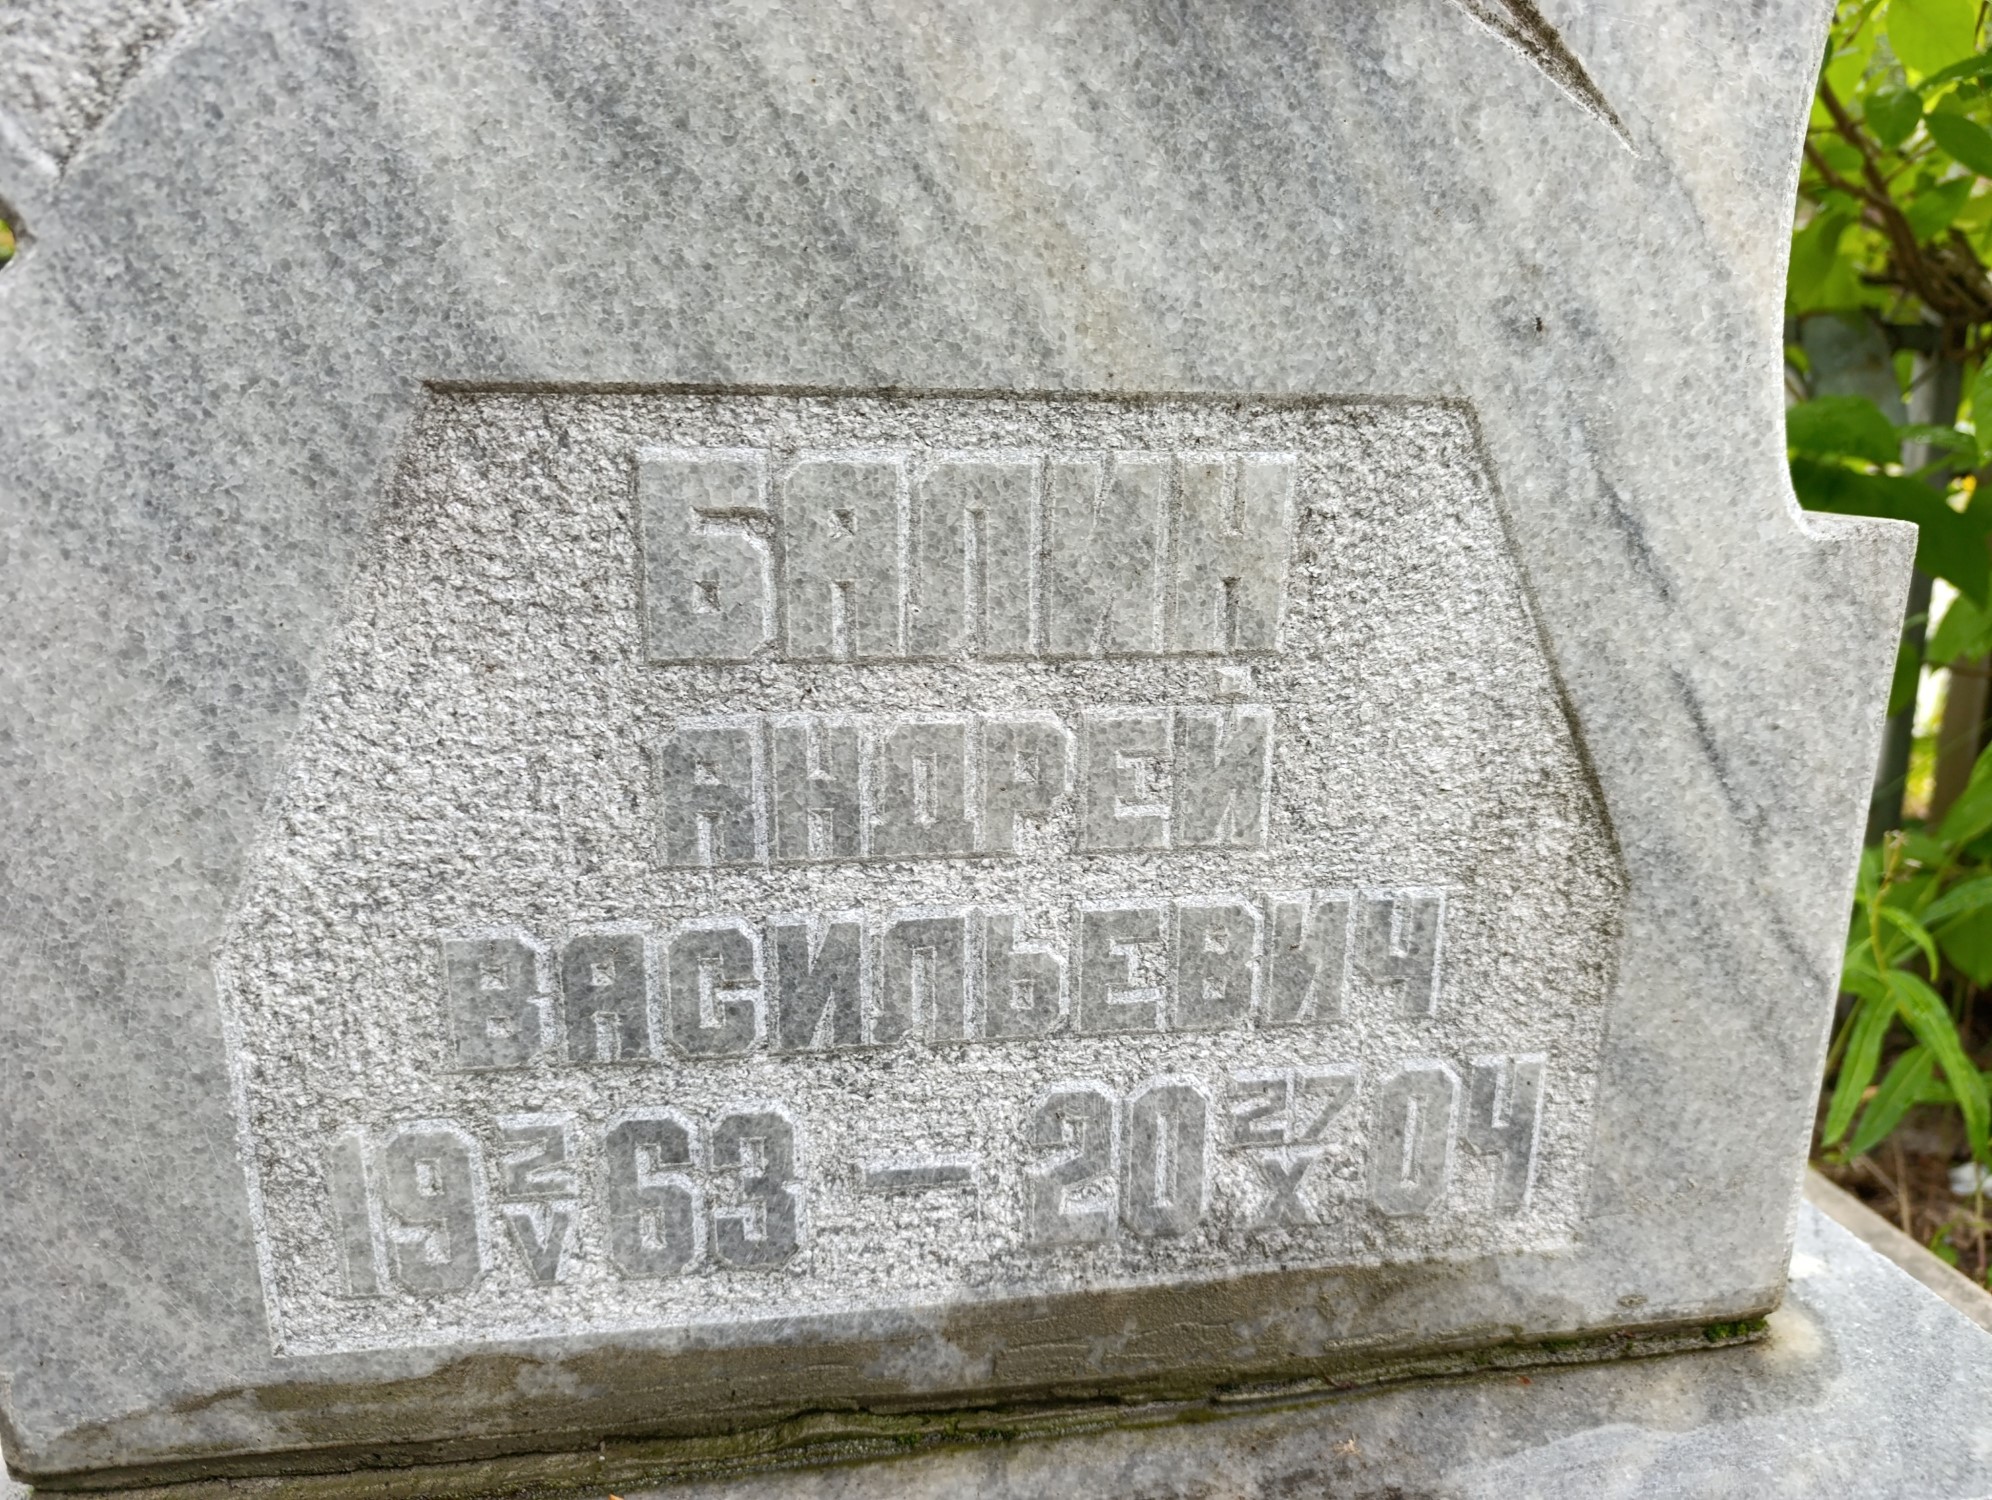 БАЛИН
АНДРЕЙ
ВАСИЛЬЕВИЧ
19 2/V 63 — 20 27/X 04